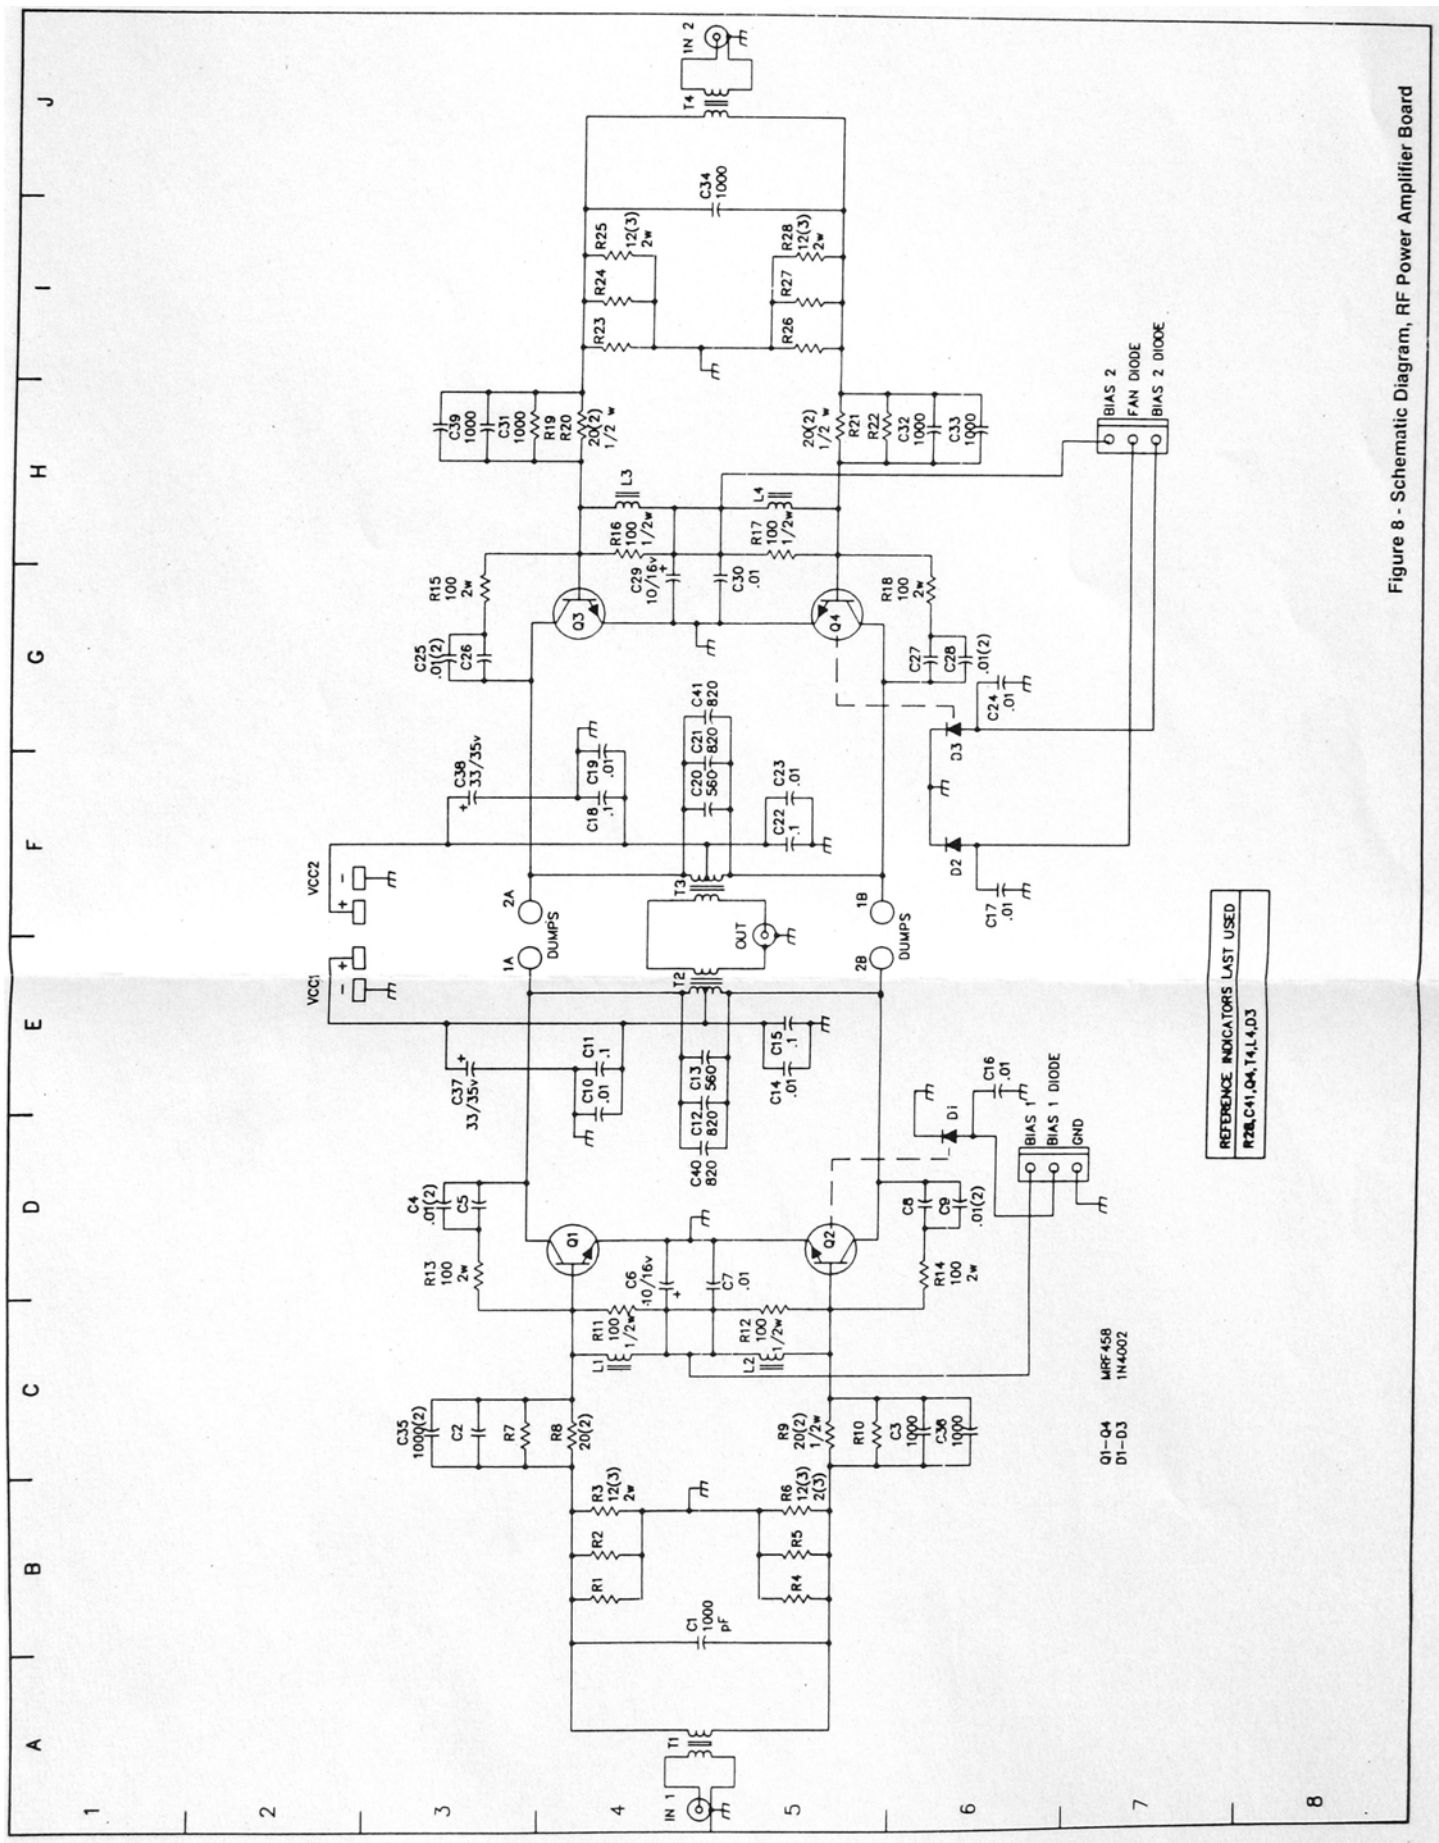 A
B
C
D
E
F
G
H
I
J
1
2
3
4
5
6
7
8
IN 1
T1
C1
1000
pF
R1
R2
R3
12(3)
2w
R4
R5
R6
12(3)
2(3)
C35
1000(2)
C2
R7
R8
20(2)
R9
20(2)
1/2w
R10
C3
1000
C36
1000
L1
R11
100
1/2w
L2
R12
100
1/2w
C6
10/16v
+
C7
.01
R13
100
2w
C4
.01(2)
C5
Q1
Q2
R14
100
2w
C8
C9
.01(2)
C37
33/35v
+
C10
.01
C11
.1
C40
820
C12
820
C13
560
C14
.01
C15
.1
D1
C16
.01
BIAS 1
BIAS 1 DIODE
GND
VCC1
-
+
VCC2
+
-
1A
2A
DUMPS
T2
T3
OUT
2B
1B
DUMPS
C38
33/35v
+
C18
.1
C19
.01
C20
560
C21
820
C41
820
C22
.1
C23
.01
C17
.01
D2
D3
C24
.01
C25
.01(2)
C26
R15
100
2w
Q3
Q4
C27
C28
.01(2)
R18
100
2w
C29
10/16v
+
C30
.01
R16
100
1/2w
L3
R17
100
1/2w
L4
C39
1000
C31
1000
R19
R20
20(2)
1/2 w
20(2)
1/2 w
R21
R22
C32
1000
C33
1000
R23
R24
R25
12(3)
2w
R26
R27
R28
12(3)
2w
C34
1000
T4
IN 2
BIAS 2
FAN DIODE
BIAS 2 DIODE
Q1-Q4 MRF458
D1-D3 1N4002
REFERENCE INDICATORS LAST USED
R28,C41,Q4,T4,L4,D3
Figure 8 - Schematic Diagram, RF Power Amplifier Board